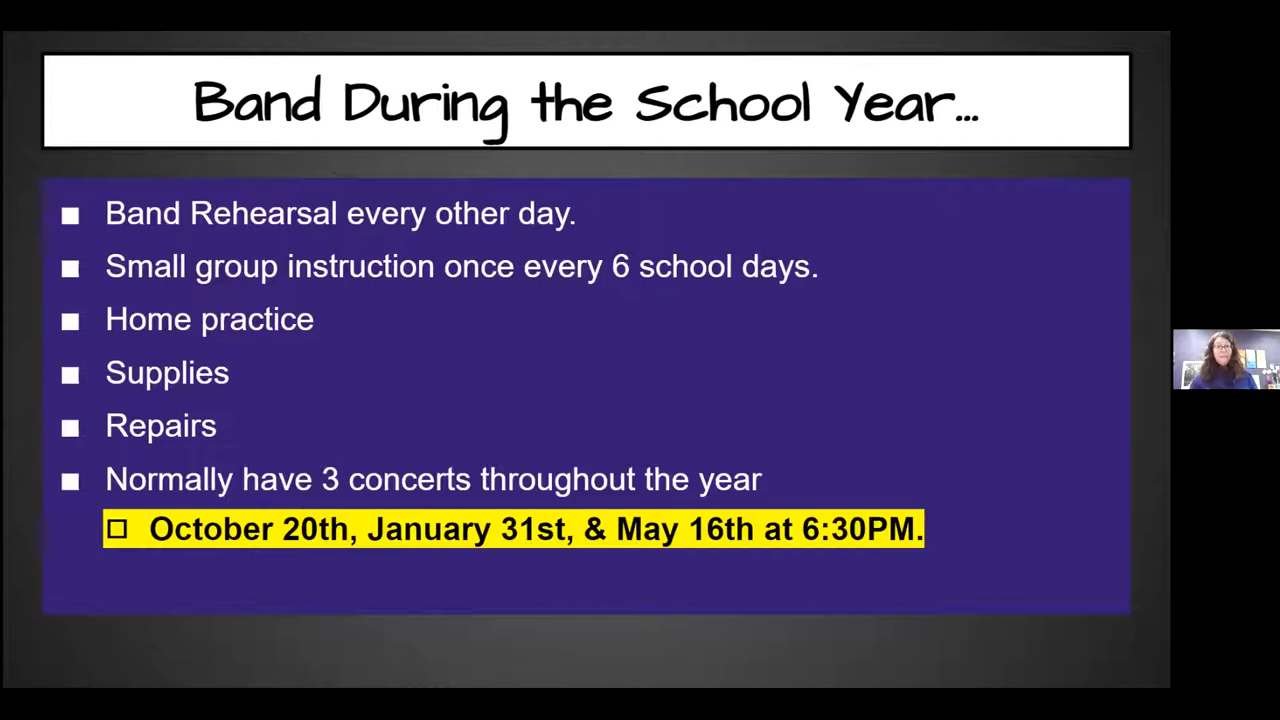 Band During the School Year...
Band Rehearsal every other day.
Small group instruction once every 6 school days.
Home practice
Supplies
Repairs
Normally have 3 concerts throughout the year
October 20th, January 31st, & May 16th at 6:30PM.